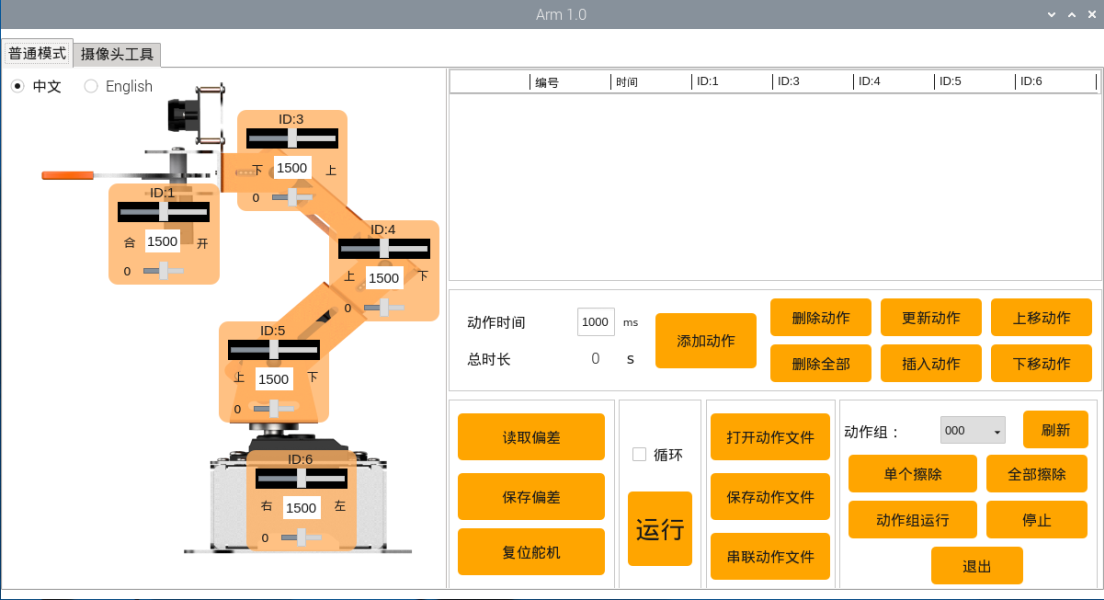 Arm 1.0
普通模式 摄像头工具
中文 English
ID:3
下 1500 上
0
ID:1
合 1500 开
0
ID:4
上 1500 下
0
ID:5
上 1500 下
0
ID:6
右 1500 左
0
编号 时间 ID:1 ID:3 ID:4 ID:5 ID:6
动作时间 1000 ms
总时长 0 s
添加动作
删除动作 更新动作 上移动作
删除全部 插入动作 下移动作
读取偏差
保存偏差
复位舵机
循环
运行
打开动作文件
保存动作文件
串联动作文件
动作组： 000 刷新
单个擦除 全部擦除
动作组运行 停止
退出